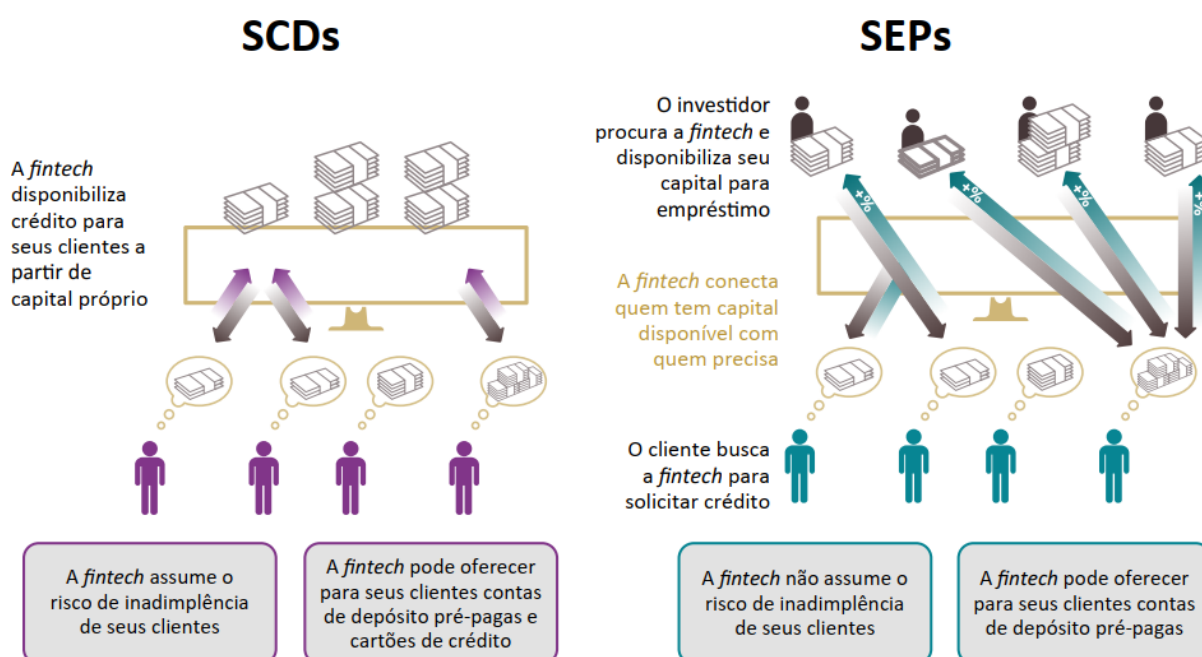 SCDs
A fintech
disponibiliza
crédito para
seus clientes a
partir de
capital próprio
A fintech assume o
risco de inadimplência
de seus clientes
A fintech pode oferecer
para seus clientes contas
de depósito pré-pagas e
cartões de crédito
SEPs
O investidor
procura a fintech e
disponibiliza seu
capital para
empréstimo
+%
+%
+%
+%
A fintech conecta
quem tem capital
disponível com
quem precisa
O cliente busca
a fintech para
solicitar crédito
A fintech não assume o
risco de inadimplência
de seus clientes
A fintech pode oferecer
para seus clientes contas
de depósito pré-pagas